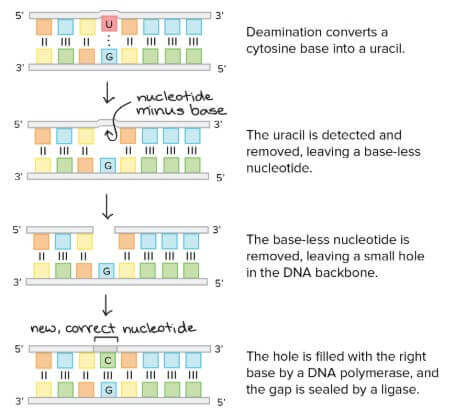 5' U 3'
Deamination converts a
cytosine base into a uracil.
3' G 5'
nucleotide
minus base
5' 3'
The uracil is detected and
removed, leaving a base-less
nucleotide.
G
3' 5'
5' 3'
The base-less nucleotide is
removed, leaving a small hole
in the DNA backbone.
3' G 5'
new, correct nucleotide
5' 3'
C
The hole is filled with the right
base by a DNA polymerase, and
the gap is sealed by a ligase.
G
3' 5'